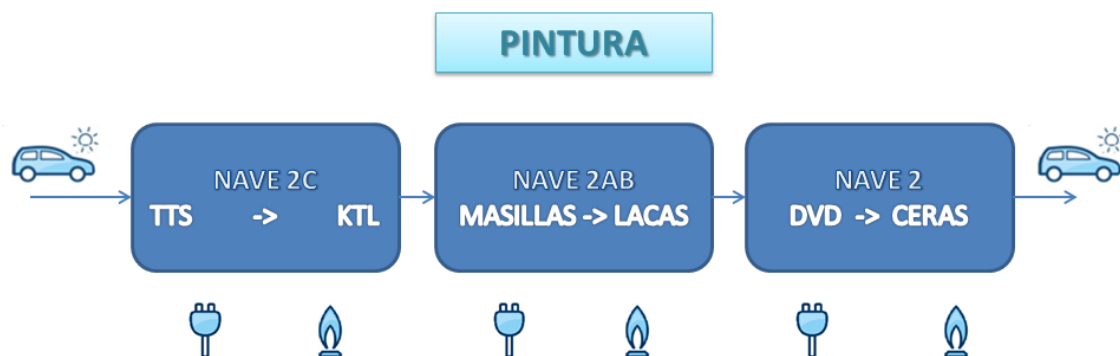 PINTURA
NAVE 2C
TTS -> KTL
NAVE 2AB
MASILLAS -> LACAS
NAVE 2
DVD -> CERAS